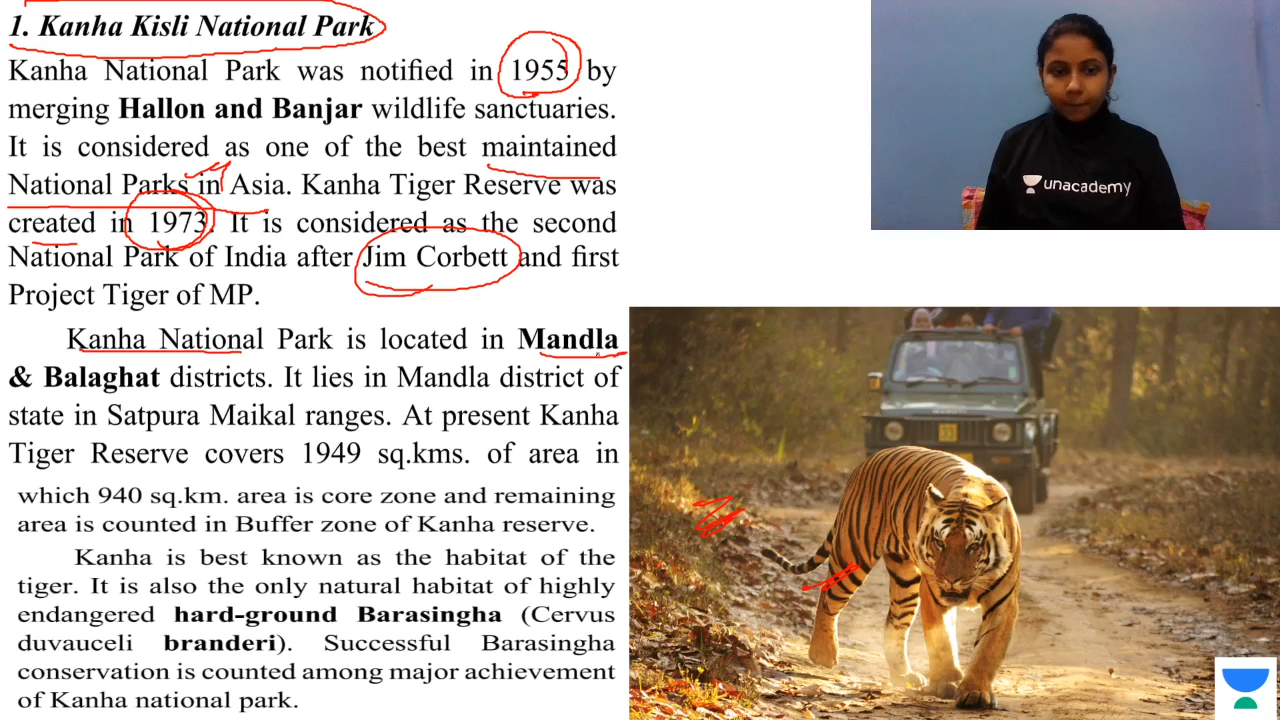 1. Kanha Kisli National Park
Kanha National Park was notified in 1955 by
merging Hallon and Banjar wildlife sanctuaries.
It is considered as one of the best maintained
National Parks in Asia. Kanha Tiger Reserve was
created in 1973. It is considered as the second
National Park of India after Jim Corbett and first
Project Tiger of MP.
Kanha National Park is located in Mandla
& Balaghat districts. It lies in Mandla district of
state in Satpura Maikal ranges. At present Kanha
Tiger Reserve covers 1949 sq.kms. of area in
which 940 sq.km. area is core zone and remaining
area is counted in Buffer zone of Kanha reserve.
Kanha is best known as the habitat of the
tiger. It is also the only natural habitat of highly
endangered hard-ground Barasingha (Cervus
duvauceli branderi). Successful Barasingha
conservation is counted among major achievement
of Kanha national park.
unacademy